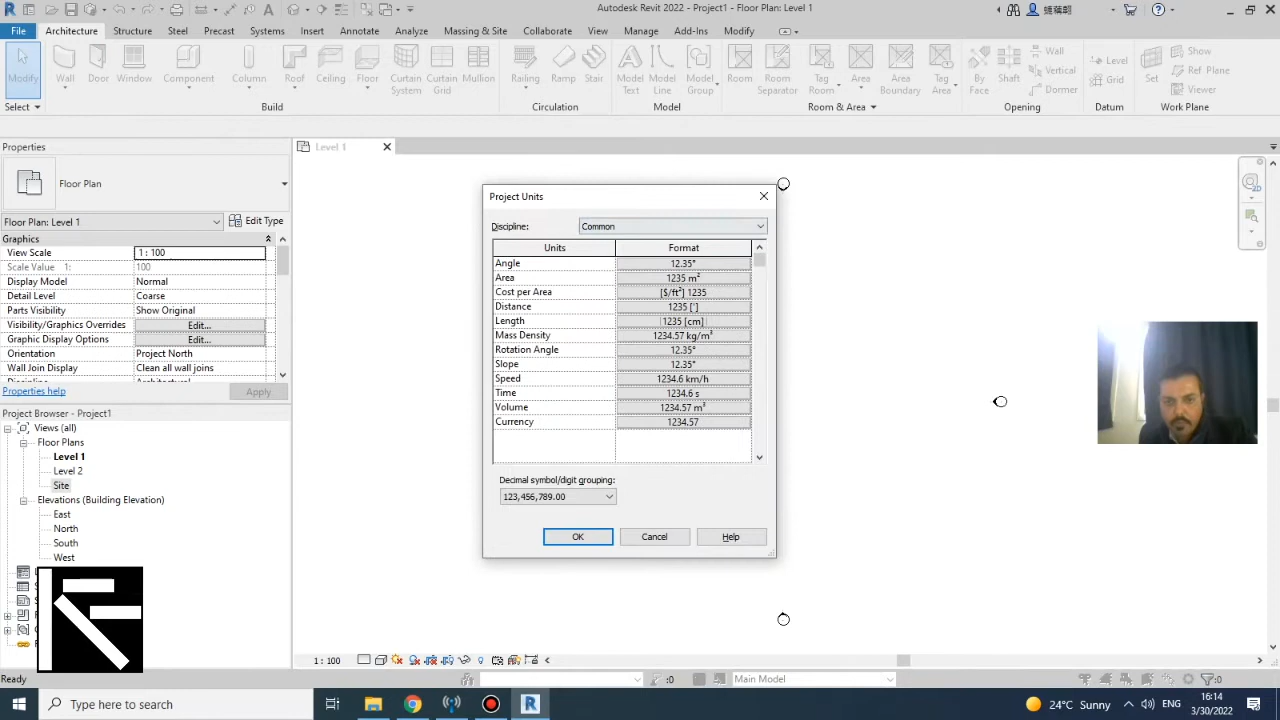 Autodesk Revit 2022 - Project1 - Floor Plan: Level 1
File Architecture Structure Steel Precast Systems Insert Annotate Analyze Massing & Site Collaborate View Manage Add-Ins Modify
Modify Wall Door Window Component Column Roof Ceiling Floor Curtain System Curtain Grid Mullion Railing Ramp Stair Model Text Model Line Model Group Room Room Separator Tag Room Area Area Boundary Tag Area By Face Shaft Wall Vertical Dormer Level Grid Set Show Ref Plane Viewer
Select Build Circulation Model Room & Area Opening Datum Work Plane
Properties
Level 1
Floor Plan
Floor Plan: Level 1 Edit Type
Graphics
View Scale 1 : 100
Scale Value 1: 100
Display Model Normal
Detail Level Coarse
Parts Visibility Show Original
Visibility/Graphics Overrides Edit...
Graphic Display Options Edit...
Orientation Project North
Wall Join Display Clean all wall joins
Properties help Apply
Project Browser - Project1
Views (all)
Floor Plans
Level 1
Level 2
Site
Elevations (Building Elevation)
East
North
South
West
Project Units
Discipline: Common
Units Format
Angle 12.35°
Area 1235 m²
Cost per Area [$/ft²] 1235
Distance 1235 [']
Length 1235 [cm]
Mass Density 1234.57 kg/m³
Rotation Angle 12.35°
Slope 12.35°
Speed 1234.6 km/h
Time 1234.6 s
Volume 1234.57 m³
Currency 1234.57
Decimal symbol/digit grouping:
123,456,789.00
OK Cancel Help
2D
1 : 100
Ready :0 Main Model :0
Type here to search 24°C Sunny ENG 16:14
3/30/2022